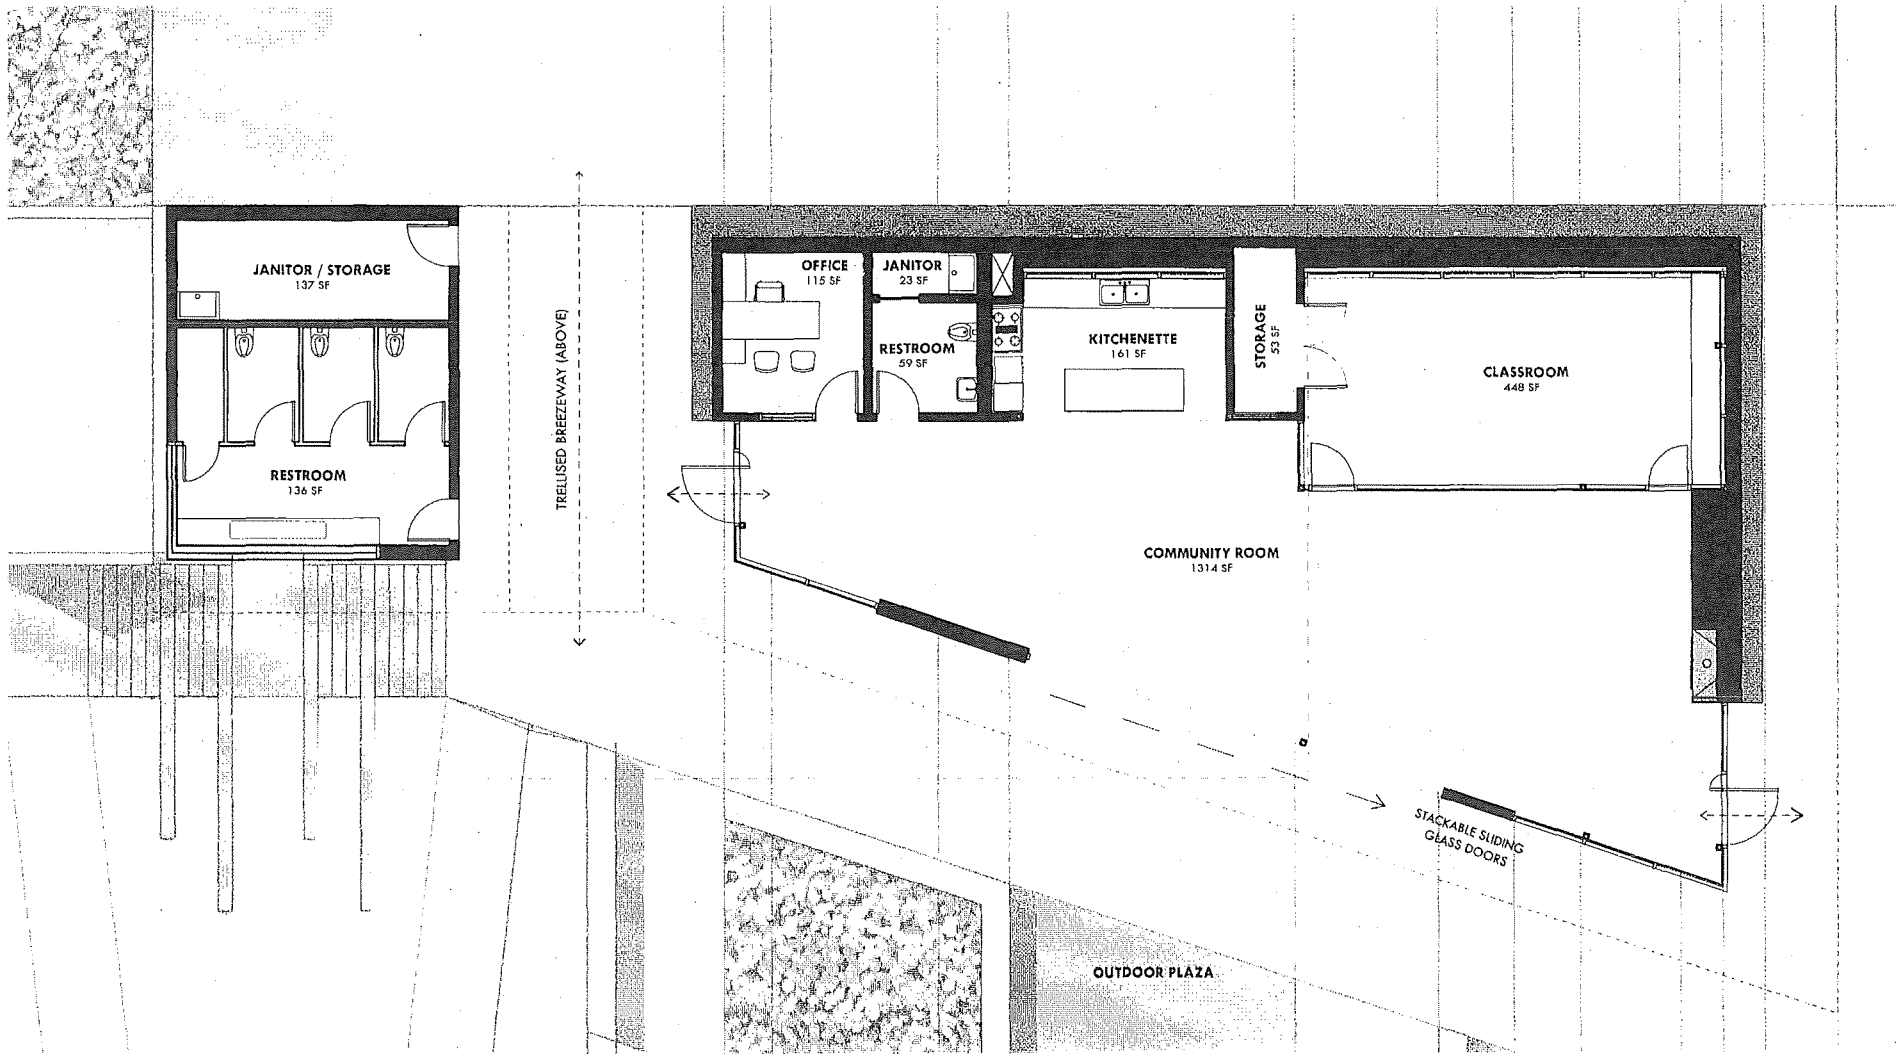 JANITOR / STORAGE
137 SF
RESTROOM
136 SF
TRELLISED BREEZEWAY (ABOVE)
OFFICE
115 SF
JANITOR
23 SF
RESTROOM
59 SF
KITCHENETTE
161 SF
STORAGE
53 SF
CLASSROOM
448 SF
COMMUNITY ROOM
1314 SF
STACKABLE SLIDING
GLASS DOORS
OUTDOOR PLAZA